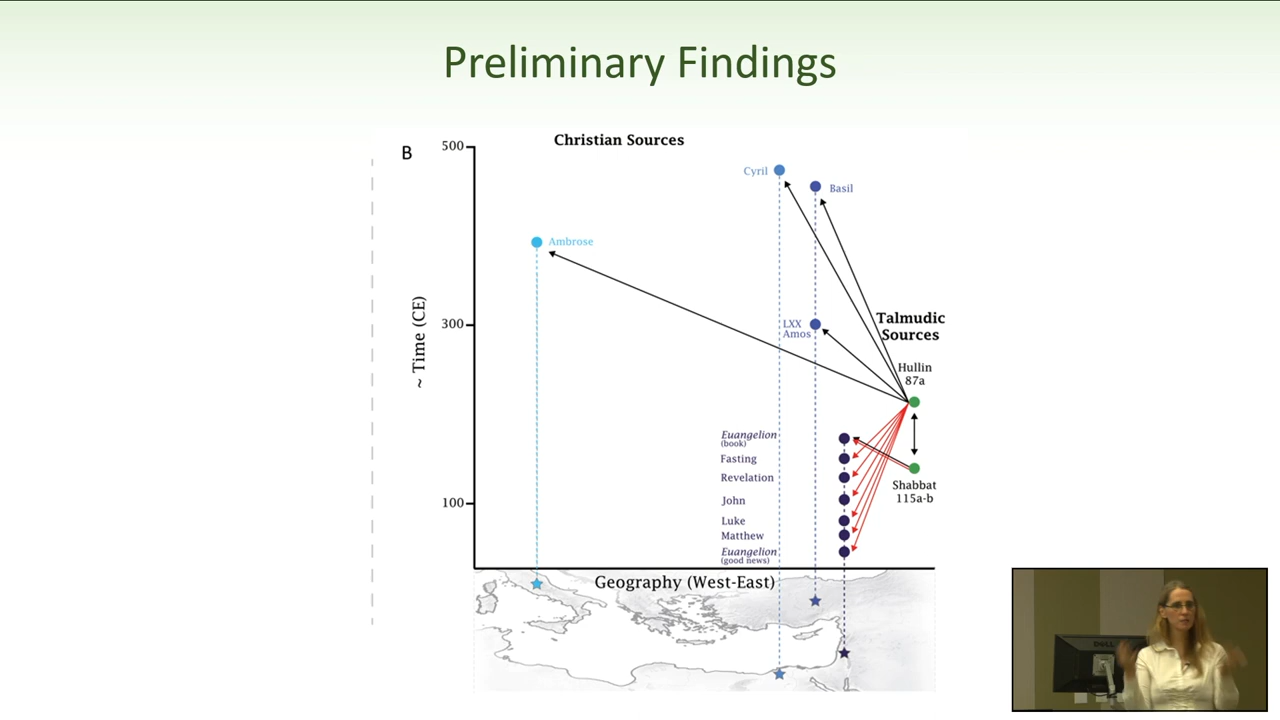 Preliminary Findings
B
Christian Sources
500
Cyril
Basil
Ambrose
~ Time (CE)
300
LXX
Amos
Talmudic
Sources
Hullin
87a
Euangelion
(book)
Fasting
Revelation
Shabbat
115a-b
100
John
Luke
Matthew
Euangelion
(good news)
Geography (West-East)
DELL